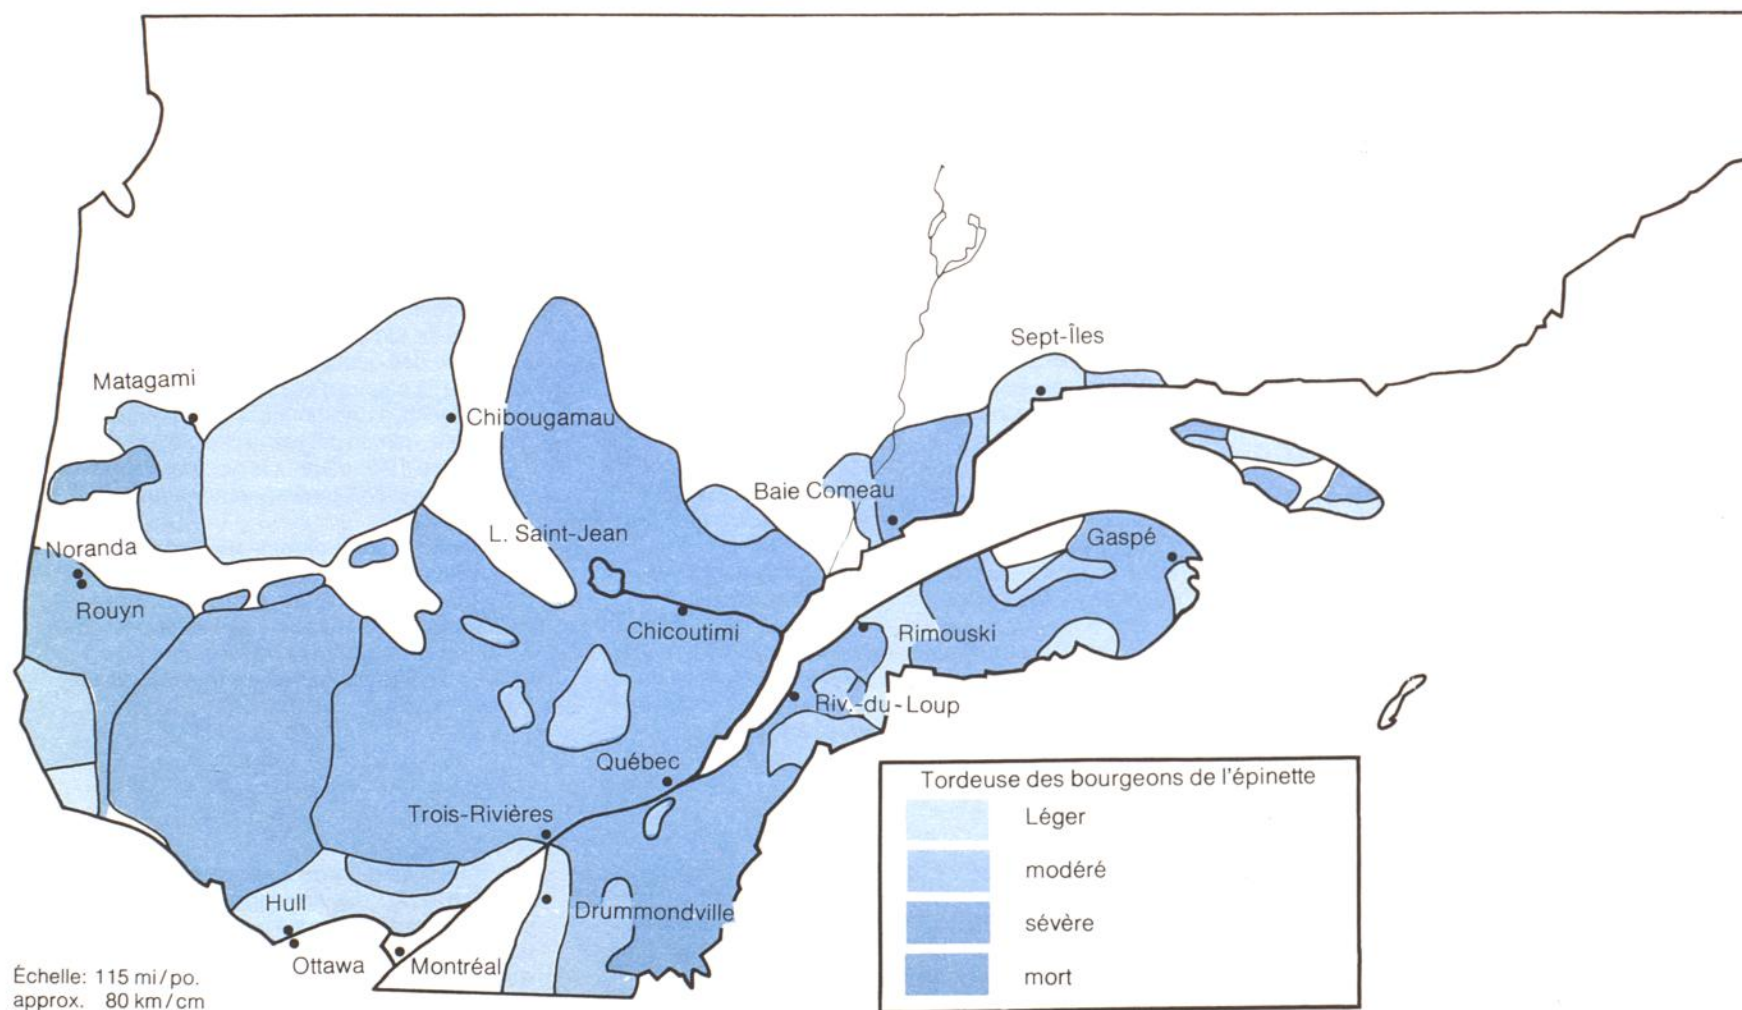 Sept-Îles
Matagami
Chibougamau
Baie Comeau
L. Saint-Jean
Gaspé
Noranda
Rouyn
Chicoutimi
Rimouski
Riv.-du-Loup
Québec
Trois-Rivières
Hull
Drummondville
Ottawa
Montréal
Échelle: 115 mi/po.
approx. 80 km/cm
Tordeuse des bourgeons de l'épinette
Léger
modéré
sévère
mort